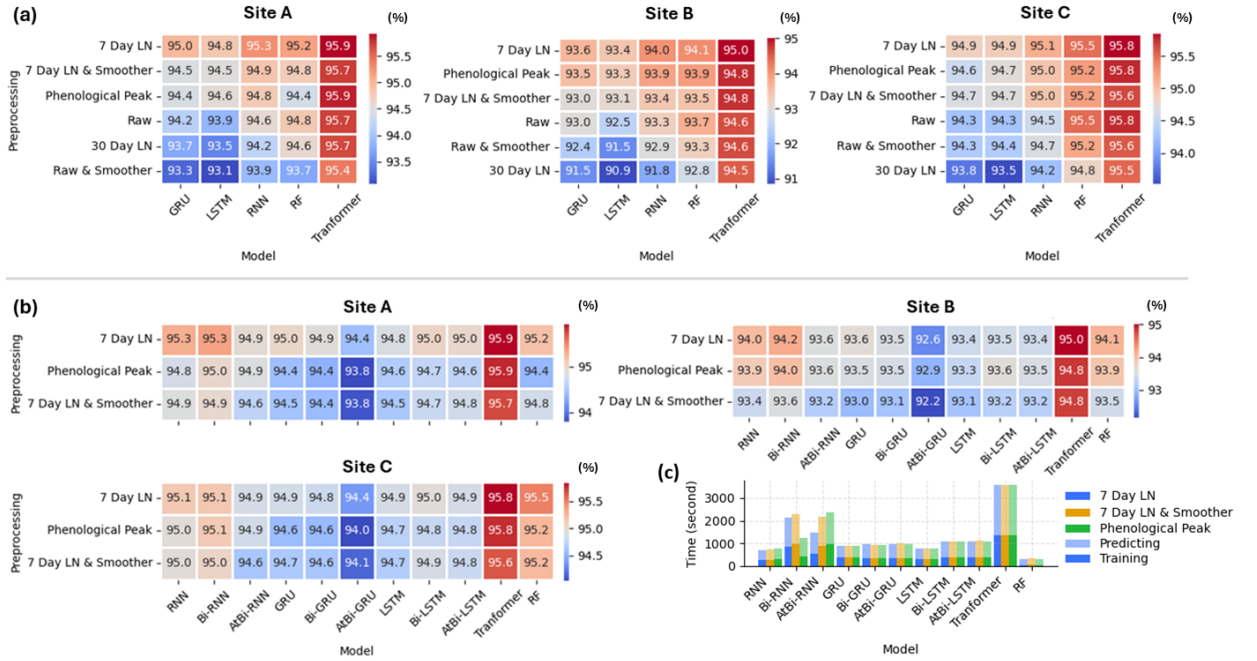 (a)
Site A
(%)
Site B
(%)
Site C
(%)
Preprocessing
7 Day LN 95.0 94.8 95.3 95.2 95.9
7 Day LN & Smoother 94.5 94.5 94.9 94.8 95.7
Phenological Peak 94.4 94.6 94.8 94.4 95.9
Raw 94.2 93.9 94.6 94.8 95.7
30 Day LN 93.7 93.5 94.2 94.6 95.7
Raw & Smoother 93.3 93.1 93.9 93.7 95.4
GRU LSTM RNN RF Tranformer
Model
95.5
95.0
94.5
94.0
93.5
7 Day LN 93.6 93.4 94.0 94.1 95.0
Phenological Peak 93.5 93.3 93.9 93.9 94.8
7 Day LN & Smoother 93.0 93.1 93.4 93.5 94.8
Raw 93.0 92.5 93.3 93.7 94.6
Raw & Smoother 92.4 91.5 92.9 93.3 94.6
30 Day LN 91.5 90.9 91.8 92.8 94.5
GRU LSTM RNN RF Tranformer
Model
95
94
93
92
91
7 Day LN 94.9 94.9 95.1 95.5 95.8
Phenological Peak 94.6 94.7 95.0 95.2 95.8
7 Day LN & Smoother 94.7 94.7 95.0 95.2 95.6
Raw 94.3 94.3 94.5 95.5 95.8
Raw & Smoother 94.3 94.4 94.7 95.2 95.6
30 Day LN 93.8 93.5 94.2 94.8 95.5
GRU LSTM RNN RF Tranformer
Model
95.5
95.0
94.5
94.0
(b)
Site A
(%)
Preprocessing
7 Day LN 95.3 95.3 94.9 95.0 94.9 94.4 94.8 95.0 95.0 95.9 95.2
Phenological Peak 94.8 95.0 94.9 94.4 94.4 93.8 94.6 94.7 94.6 95.9 94.4
7 Day LN & Smoother 94.9 94.9 94.6 94.5 94.4 93.8 94.5 94.7 94.8 95.7 94.8
95
94
Site B
(%)
Preprocessing
7 Day LN 94.0 94.2 93.6 93.6 93.5 92.6 93.4 93.5 93.4 95.0 94.1
Phenological Peak 93.9 94.0 93.6 93.5 93.5 92.9 93.3 93.6 93.5 94.8 93.9
7 Day LN & Smoother 93.4 93.6 93.2 93.0 93.1 92.2 93.1 93.2 93.2 94.8 93.5
RNN Bi-RNN AtBi-RNN GRU Bi-GRU AtBi-GRU LSTM Bi-LSTM AtBi-LSTM Tranformer RF
95
94
93
Site C
(%)
Preprocessing
7 Day LN 95.1 95.1 94.9 94.9 94.8 94.4 94.9 95.0 94.9 95.8 95.5
Phenological Peak 95.0 95.1 94.9 94.6 94.6 94.0 94.7 94.8 94.8 95.8 95.2
7 Day LN & Smoother 95.0 95.0 94.6 94.7 94.6 94.1 94.7 94.9 94.8 95.6 95.2
RNN Bi-RNN AtBi-RNN GRU Bi-GRU AtBi-GRU LSTM Bi-LSTM AtBi-LSTM Tranformer RF
Model
95.5
95.0
94.5
(c)
Time (second)
3000
2000
1000
0
RNN Bi-RNN AtBi-RNN GRU Bi-GRU AtBi-GRU LSTM Bi-LSTM AtBi-LSTM Tranformer RF
Model
7 Day LN
7 Day LN & Smoother
Phenological Peak
Predicting
Training